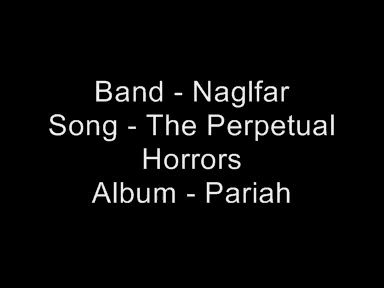 Band - Naglfar
Song - The Perpetual
Horrors
Album - Pariah